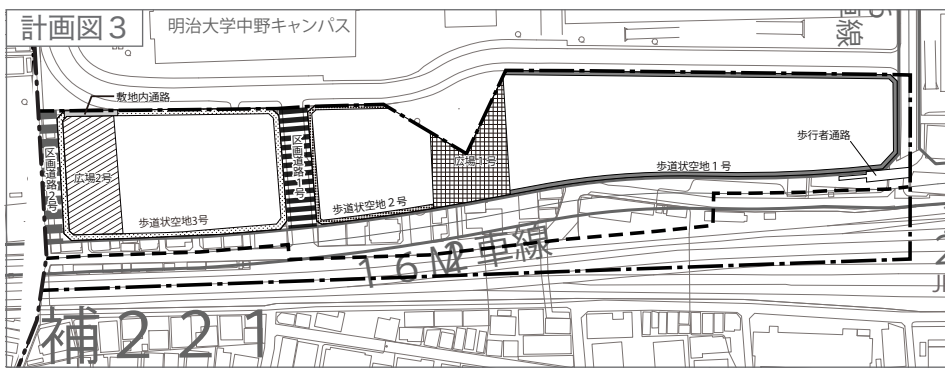 計画図3
明治大学中野キャンパス
車線
敷地内通路
歩行者通路
区画道路2号
広場2号
区画道路1号
広場1号
歩道状空地1号
歩道状空地2号
歩道状空地3号
16M
車線
補221
2